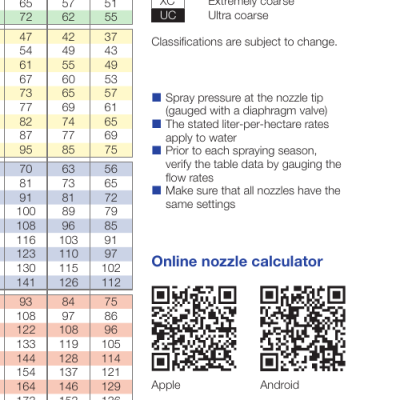 65 57 51
72 62 55
47 42 37
54 49 43
61 55 49
67 60 53
73 65 57
77 69 61
82 74 65
87 77 69
95 85 75
70 63 56
81 73 65
91 81 72
100 89 79
108 96 85
116 103 91
123 110 97
130 115 102
141 126 112
93 84 75
108 97 86
122 108 96
133 119 105
144 128 114
154 137 121
164 146 129
XC Extremely coarse
UC Ultra coarse
Classifications are subject to change.
Spray pressure at the nozzle tip
(gauged with a diaphragm valve)
The stated liter-per-hectare rates
apply to water
Prior to each spraying season,
verify the table data by gauging the
flow rates
Make sure that all nozzles have the
same settings
Online nozzle calculator
Apple
Android